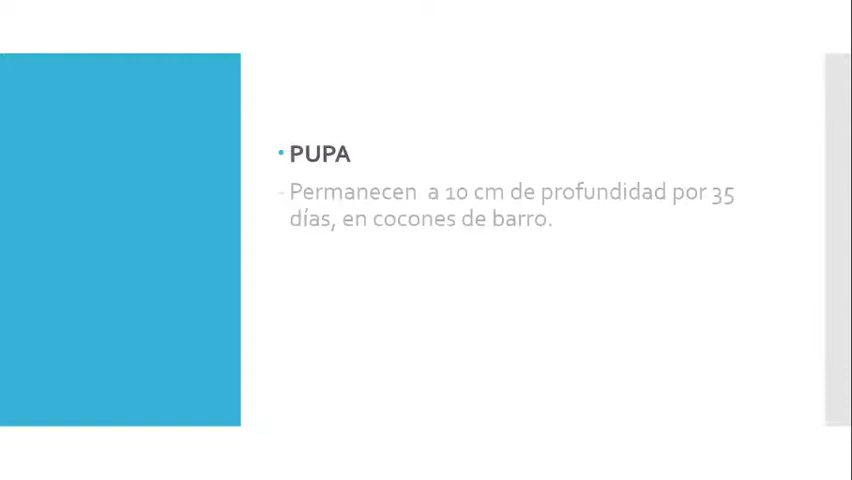 • PUPA
- Permanecen a 10 cm de profundidad por 35
días, en cocones de barro.